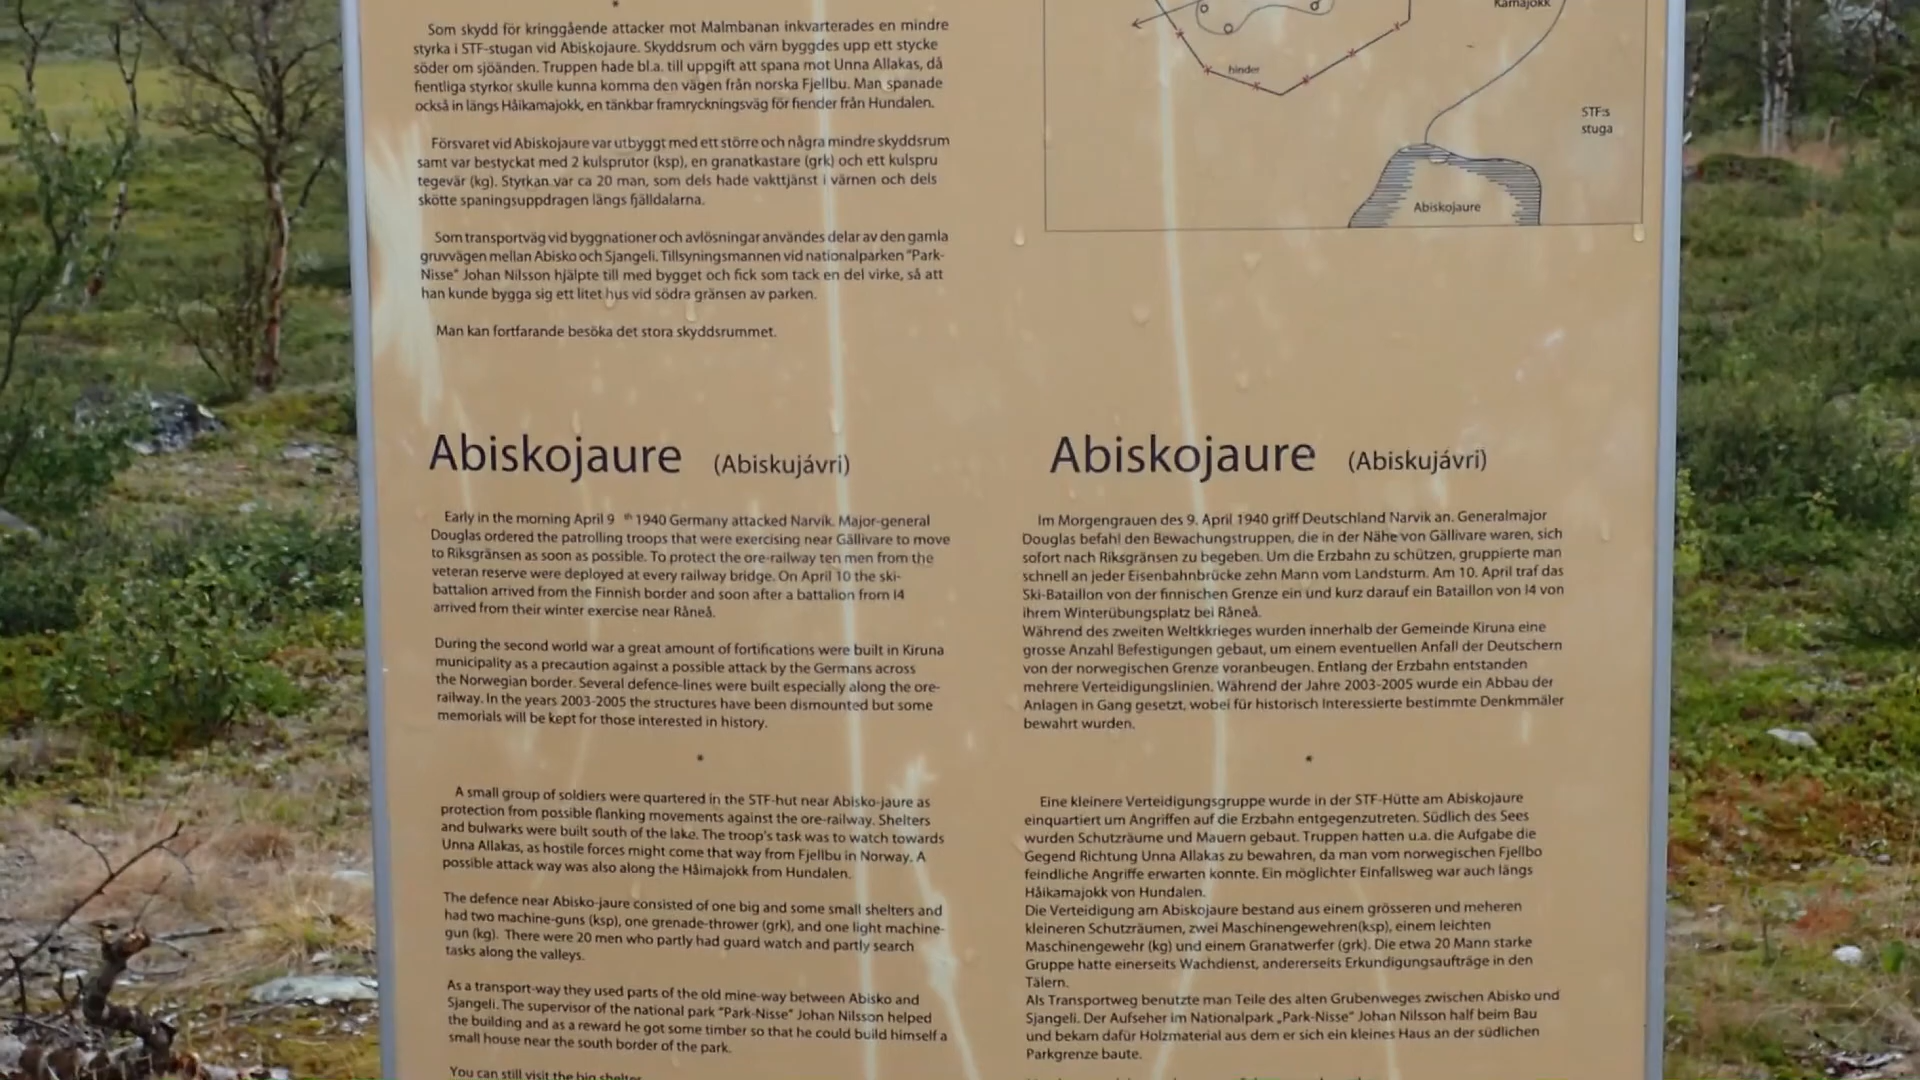 Som skydd för kringgående attacker mot Malmbanan inkvarterades en mindre
styrka i STF-stugan vid Abiskojaure. Skyddsrum och värn byggdes upp ett stycke
söder om sjöänden. Truppen hade bl.a. till uppgift att spana mot Unna Allakas, då
fientliga styrkor skulle kunna komma den vägen från norska Fjellbu. Man spanade
också in längs Håikamajokk, en tänkbar framryckningsväg för fiender från Hundalen.
Försvaret vid Abiskojaure var utbyggt med ett större och några mindre skyddsrum
samt var bestyckat med 2 kulsprutor (ksp), en granatkastare (grk) och ett kulspru
tegevär (kg). Styrkan var ca 20 man, som dels hade vakttjänst i värnen och dels
skötte spaningsuppdragen längs fjälldalarna.
Som transportväg vid byggnationer och avlösningar användes delar av den gamla
gruvvägen mellan Abisko och Sjangeli. Tillsyningsmannen vid nationalparken "Park-
Nisse" Johan Nilsson hjälpte till med bygget och fick som tack en del virke, så att
han kunde bygga sig ett litet hus vid södra gränsen av parken.
Man kan fortfarande besöka det stora skyddsrummet.
Kamajokk
hinder
STF:s
stuga
Abiskojaure
Abiskojaure (Abiskujávri)
Early in the morning April 9 th 1940 Germany attacked Narvik. Major-general
Douglas ordered the patrolling troops that were exercising near Gällivare to move
to Riksgränsen as soon as possible. To protect the ore-railway ten men from the
veteran reserve were deployed at every railway bridge. On April 10 the ski-
battalion arrived from the Finnish border and soon after a battalion from I4
arrived from their winter exercise near Råneå.
During the second world war a great amount of fortifications were built in Kiruna
municipality as a precaution against a possible attack by the Germans across
the Norwegian border. Several defence-lines were built especially along the ore-
railway. In the years 2003-2005 the structures have been dismounted but some
memorials will be kept for those interested in history.
A small group of soldiers were quartered in the STF-hut near Abisko-jaure as
protection from possible flanking movements against the ore-railway. Shelters
and bulwarks were built south of the lake. The troop's task was to watch towards
Unna Allakas, as hostile forces might come that way from Fjellbu in Norway. A
possible attack way was also along the Håimajokk from Hundalen.
The defence near Abisko-jaure consisted of one big and some small shelters and
had two machine-guns (ksp), one grenade-thrower (grk), and one light machine-
gun (kg). There were 20 men who partly had guard watch and partly search
tasks along the valleys.
As a transport-way they used parts of the old mine-way between Abisko and
Sjangeli. The supervisor of the national park "Park-Nisse" Johan Nilsson helped
the building and as a reward he got some timber so that he could build himself a
small house near the south border of the park.
You can still visit the big shelter
Abiskojaure (Abiskujávri)
Im Morgengrauen des 9. April 1940 griff Deutschland Narvik an. Generalmajor
Douglas befahl den Bewachungstruppen, die in der Nähe von Gällivare waren, sich
sofort nach Riksgränsen zu begeben. Um die Erzbahn zu schützen, gruppierte man
schnell an jeder Eisenbahnbrücke zehn Mann vom Landsturm. Am 10. April traf das
Ski-Bataillon von der finnischen Grenze ein und kurz darauf ein Bataillon von I4 von
ihrem Winterübungsplatz bei Råneå.
Während des zweiten Weltkkrieges wurden innerhalb der Gemeinde Kiruna eine
grosse Anzahl Befestigungen gebaut, um einem eventuellen Anfall der Deutschern
von der norwegischen Grenze voranbeugen. Entlang der Erzbahn entstanden
mehrere Verteidigungslinien. Während der Jahre 2003-2005 wurde ein Abbau der
Anlagen in Gang gesetzt, wobei für historisch Interessierte bestimmte Denkmmäler
bewahrt wurden.
Eine kleinere Verteidigungsgruppe wurde in der STF-Hütte am Abiskojaure
einquartiert um Angriffen auf die Erzbahn entgegenzutreten. Südlich des Sees
wurden Schutzräume und Mauern gebaut. Truppen hatten u.a. die Aufgabe die
Gegend Richtung Unna Allakas zu bewahren, da man vom norwegischen Fjellbo
feindliche Angriffe erwarten konnte. Ein möglichter Einfallsweg war auch längs
Håikamajokk von Hundalen.
Die Verteidigung am Abiskojaure bestand aus einem grösseren und meheren
kleineren Schutzräumen, zwei Maschinengewehren(ksp), einem leichten
Maschinengewehr (kg) und einem Granatwerfer (grk). Die etwa 20 Mann starke
Gruppe hatte einerseits Wachdienst, andererseits Erkundigungsaufträge in den
Tälern.
Als Transportweg benutzte man Teile des alten Grubenweges zwischen Abisko und
Sjangeli. Der Aufseher im Nationalpark „Park-Nisse" Johan Nilsson half beim Bau
und bekam dafür Holzmaterial aus dem er sich ein kleines Haus an der südlichen
Parkgrenze baute.